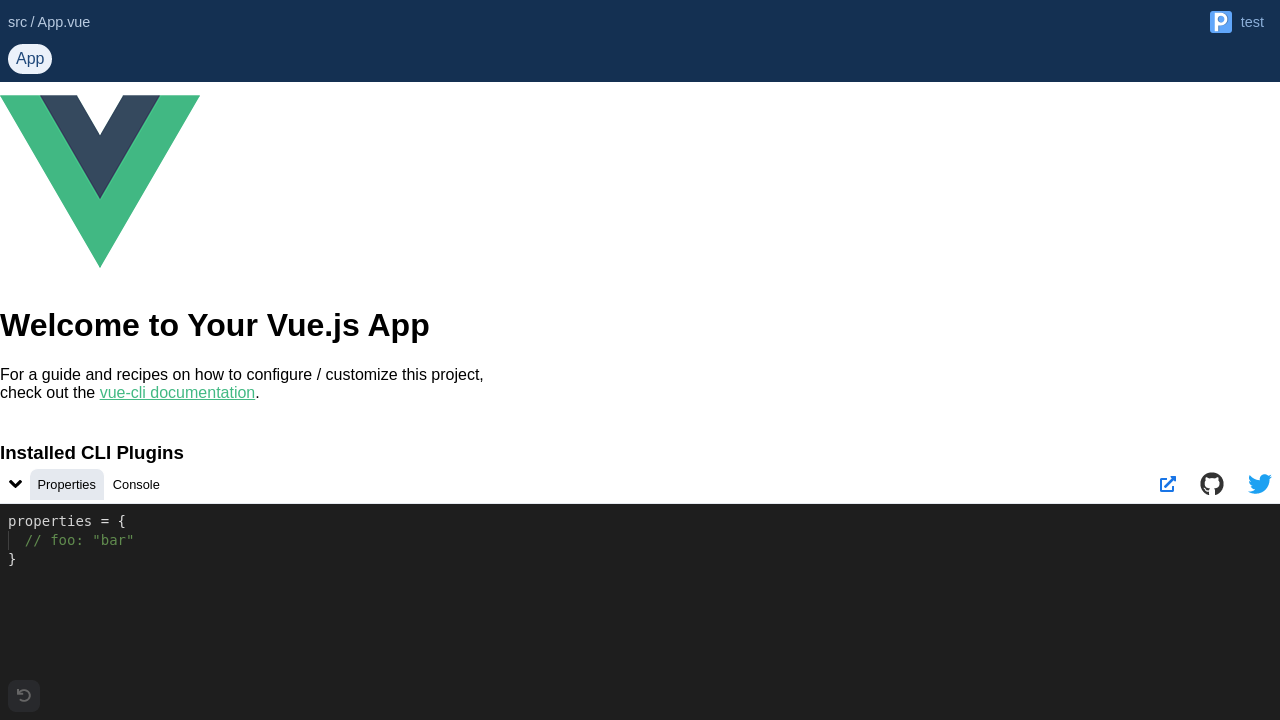 src / App.vue
test
App
Welcome to Your Vue.js App
For a guide and recipes on how to configure / customize this project,
check out the vue-cli documentation.
Installed CLI Plugins
Properties
Console
properties = {
// foo: "bar"
}